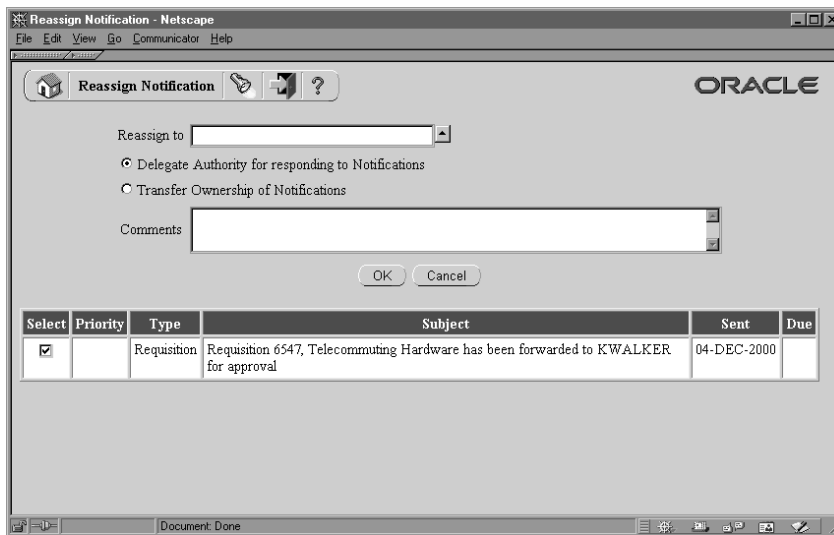 Reassign Notification - Netscape
File Edit View Go Communicator Help
Reassign Notification ?
ORACLE
Reassign to
Delegate Authority for responding to Notifications
Transfer Ownership of Notifications
Comments
OK Cancel
Select Priority Type Subject Sent Due
Requisition Requisition 6547, Telecommuting Hardware has been forwarded to KWALKER 04-DEC-2000
for approval
Document: Done